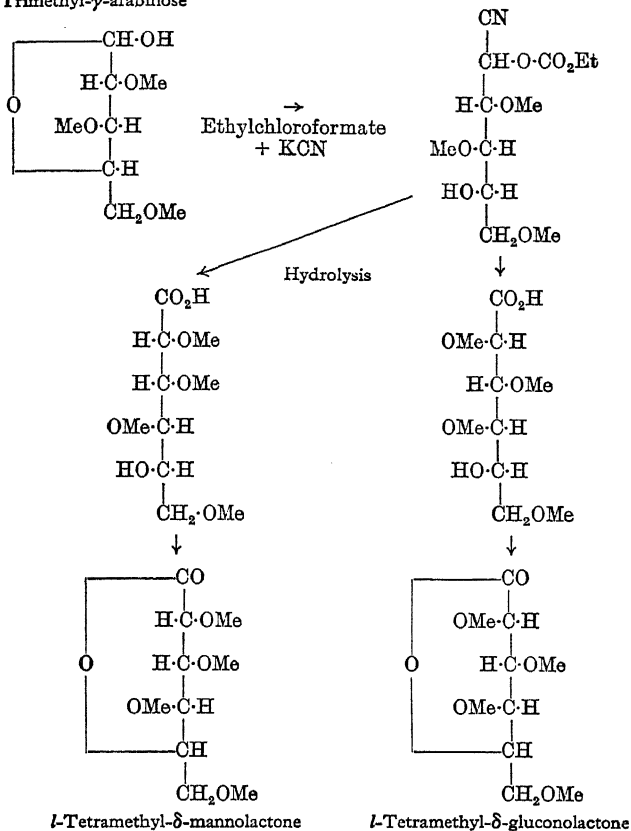 Trimethyl-γ-arabinose
CH·OH
H·C·OMe
O
MeO·C·H
C·H
CH₂OMe
→
Ethylchloroformate
+ KCN
CN
CH·O·CO₂Et
H·C·OMe
MeO·C·H
HO·C·H
CH₂OMe
Hydrolysis
CO₂H
H·C·OMe
H·C·OMe
OMe·C·H
HO·C·H
CH₂·OMe
CO₂H
OMe·C·H
H·C·OMe
OMe·C·H
HO·C·H
CH₂OMe
CO
H·C·OMe
O
H·C·OMe
OMe·C·H
CH
CH₂OMe
l-Tetramethyl-δ-mannolactone
CO
OMe·C·H
O
H·C·OMe
OMe·C·H
CH
CH₂OMe
l-Tetramethyl-δ-gluconolactone